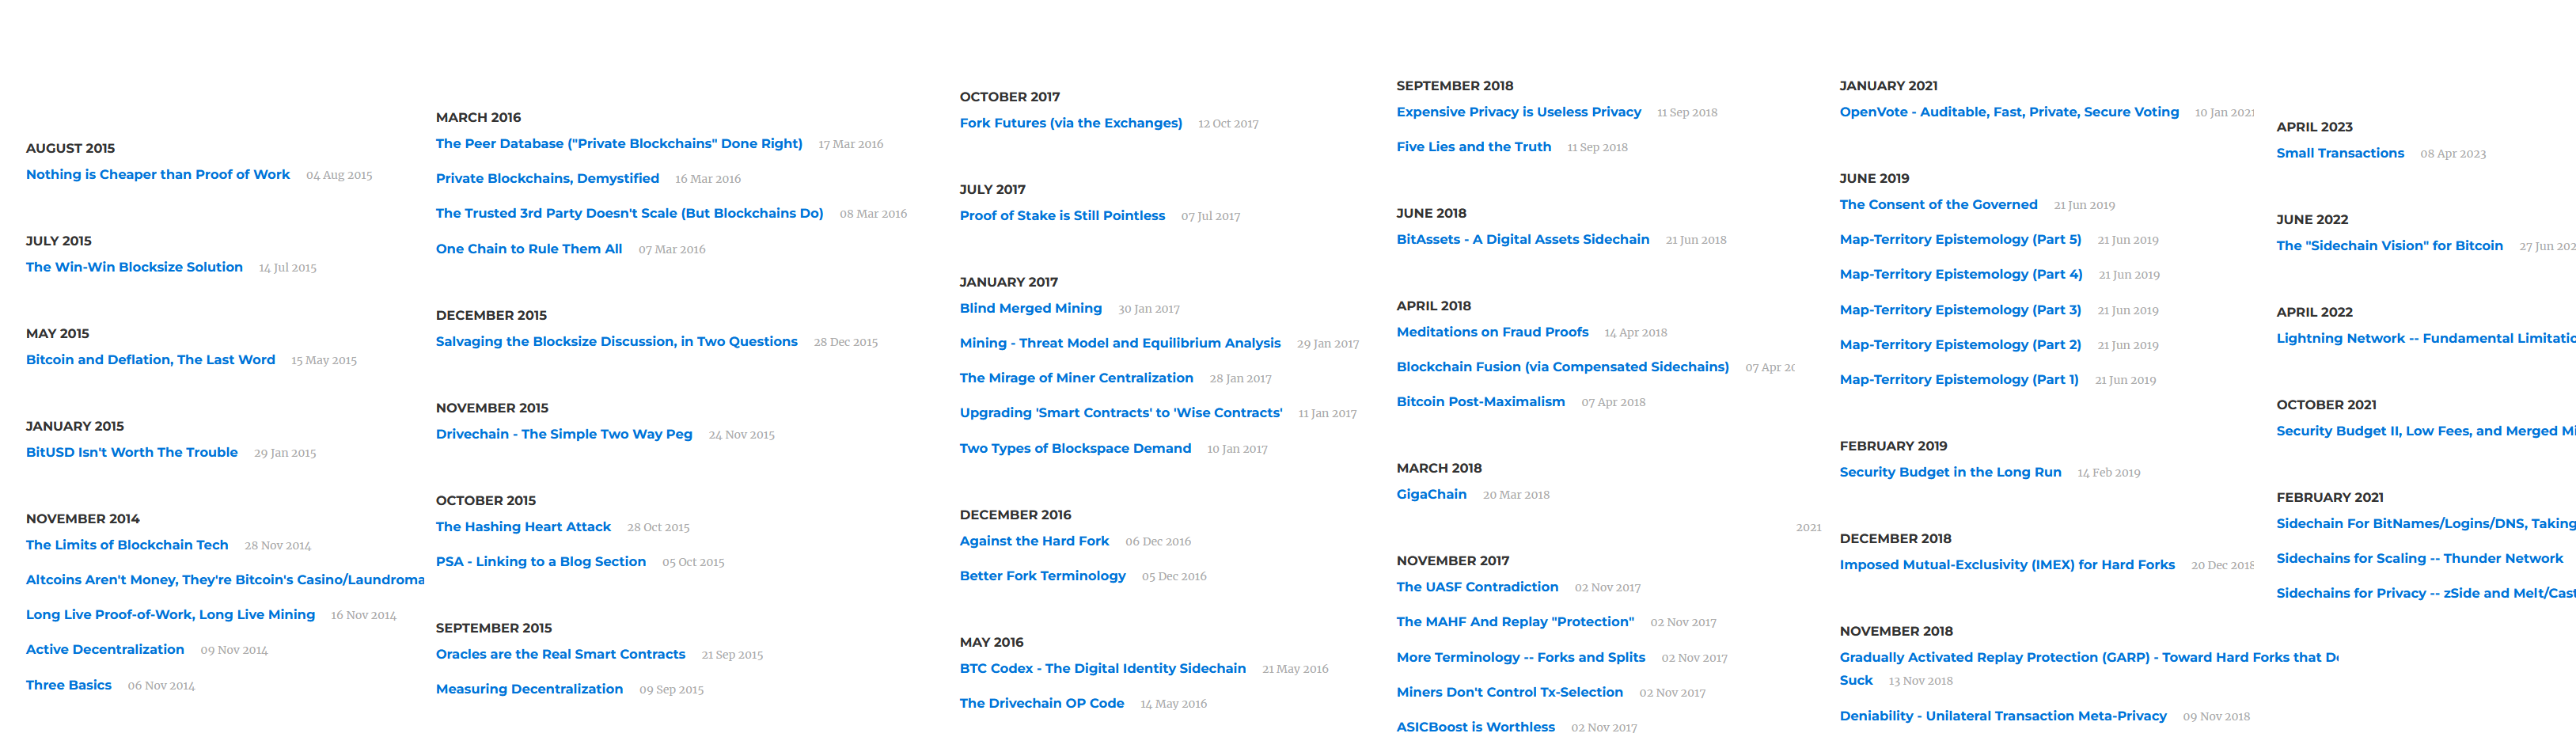 AUGUST 2015
Nothing is Cheaper than Proof of Work 04 Aug 2015
JULY 2015
The Win-Win Blocksize Solution 14 Jul 2015
MAY 2015
Bitcoin and Deflation, The Last Word 15 May 2015
JANUARY 2015
BitUSD Isn't Worth The Trouble 29 Jan 2015
NOVEMBER 2014
The Limits of Blockchain Tech 28 Nov 2014
Altcoins Aren't Money, They're Bitcoin's Casino/Laundroma
Long Live Proof-of-Work, Long Live Mining 16 Nov 2014
Active Decentralization 09 Nov 2014
Three Basics 06 Nov 2014
MARCH 2016
The Peer Database ("Private Blockchains" Done Right) 17 Mar 2016
Private Blockchains, Demystified 16 Mar 2016
The Trusted 3rd Party Doesn't Scale (But Blockchains Do) 08 Mar 2016
One Chain to Rule Them All 07 Mar 2016
DECEMBER 2015
Salvaging the Blocksize Discussion, in Two Questions 28 Dec 2015
NOVEMBER 2015
Drivechain - The Simple Two Way Peg 24 Nov 2015
OCTOBER 2015
The Hashing Heart Attack 28 Oct 2015
PSA - Linking to a Blog Section 05 Oct 2015
SEPTEMBER 2015
Oracles are the Real Smart Contracts 21 Sep 2015
Measuring Decentralization 09 Sep 2015
OCTOBER 2017
Fork Futures (via the Exchanges) 12 Oct 2017
JULY 2017
Proof of Stake is Still Pointless 07 Jul 2017
JANUARY 2017
Blind Merged Mining 30 Jan 2017
Mining - Threat Model and Equilibrium Analysis 29 Jan 2017
The Mirage of Miner Centralization 28 Jan 2017
Upgrading 'Smart Contracts' to 'Wise Contracts' 11 Jan 2017
Two Types of Blockspace Demand 10 Jan 2017
DECEMBER 2016
Against the Hard Fork 06 Dec 2016
Better Fork Terminology 05 Dec 2016
MAY 2016
BTC Codex - The Digital Identity Sidechain 21 May 2016
The Drivechain OP Code 14 May 2016
SEPTEMBER 2018
Expensive Privacy is Useless Privacy 11 Sep 2018
Five Lies and the Truth 11 Sep 2018
JUNE 2018
BitAssets - A Digital Assets Sidechain 21 Jun 2018
APRIL 2018
Meditations on Fraud Proofs 14 Apr 2018
Blockchain Fusion (via Compensated Sidechains) 07 Apr 20
Bitcoin Post-Maximalism 07 Apr 2018
MARCH 2018
GigaChain 20 Mar 2018
2021
NOVEMBER 2017
The UASF Contradiction 02 Nov 2017
The MAHF And Replay "Protection" 02 Nov 2017
More Terminology -- Forks and Splits 02 Nov 2017
Miners Don't Control Tx-Selection 02 Nov 2017
ASICBoost is Worthless 02 Nov 2017
JANUARY 2021
OpenVote - Auditable, Fast, Private, Secure Voting 10 Jan 2021
JUNE 2019
The Consent of the Governed 21 Jun 2019
Map-Territory Epistemology (Part 5) 21 Jun 2019
Map-Territory Epistemology (Part 4) 21 Jun 2019
Map-Territory Epistemology (Part 3) 21 Jun 2019
Map-Territory Epistemology (Part 2) 21 Jun 2019
Map-Territory Epistemology (Part 1) 21 Jun 2019
FEBRUARY 2019
Security Budget in the Long Run 14 Feb 2019
DECEMBER 2018
Imposed Mutual-Exclusivity (IMEX) for Hard Forks 20 Dec 2018
NOVEMBER 2018
Gradually Activated Replay Protection (GARP) - Toward Hard Forks that D
Suck 13 Nov 2018
Deniability - Unilateral Transaction Meta-Privacy 09 Nov 2018
APRIL 2023
Small Transactions 08 Apr 2023
JUNE 2022
The "Sidechain Vision" for Bitcoin 27 Jun 202
APRIL 2022
Lightning Network -- Fundamental Limitatio
OCTOBER 2021
Security Budget II, Low Fees, and Merged Mi
FEBRUARY 2021
Sidechain For BitNames/Logins/DNS, Taking
Sidechains for Scaling -- Thunder Network
Sidechains for Privacy -- zSide and Melt/Cast